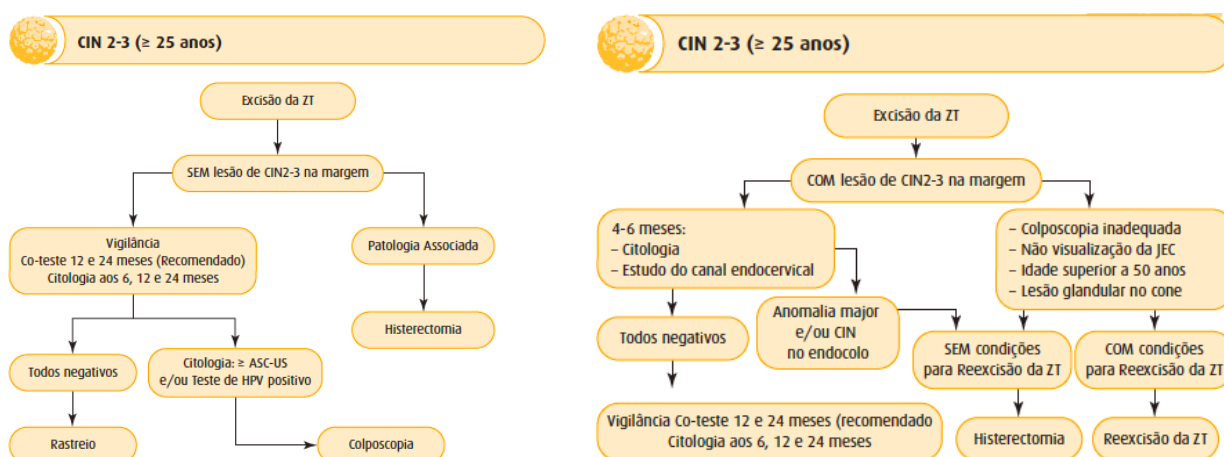 CIN 2-3 (≥ 25 anos)
Excisão da ZT
SEM lesão de CIN2-3 na margem
Vigilância
Co-teste 12 e 24 meses (Recomendado)
Citologia aos 6, 12 e 24 meses
Patologia Associada
Histerectomia
Todos negativos
Citologia: ≥ ASC-US
e/ou Teste de HPV positivo
Rastreio
Colposcopia
CIN 2-3 (≥ 25 anos)
Excisão da ZT
COM lesão de CIN2-3 na margem
4-6 meses:
– Citologia
– Estudo do canal endocervical
– Colposcopia inadequada
– Não visualização da JEC
– Idade superior a 50 anos
– Lesão glandular no cone
Todos negativos
Anomalia major
e/ou CIN
no endocolo
SEM condições
para Reexcisão da ZT
COM condições
para Reexcisão da ZT
Vigilância Co-teste 12 e 24 meses (recomendado
Citologia aos 6, 12 e 24 meses
Histerectomia
Reexcisão da ZT